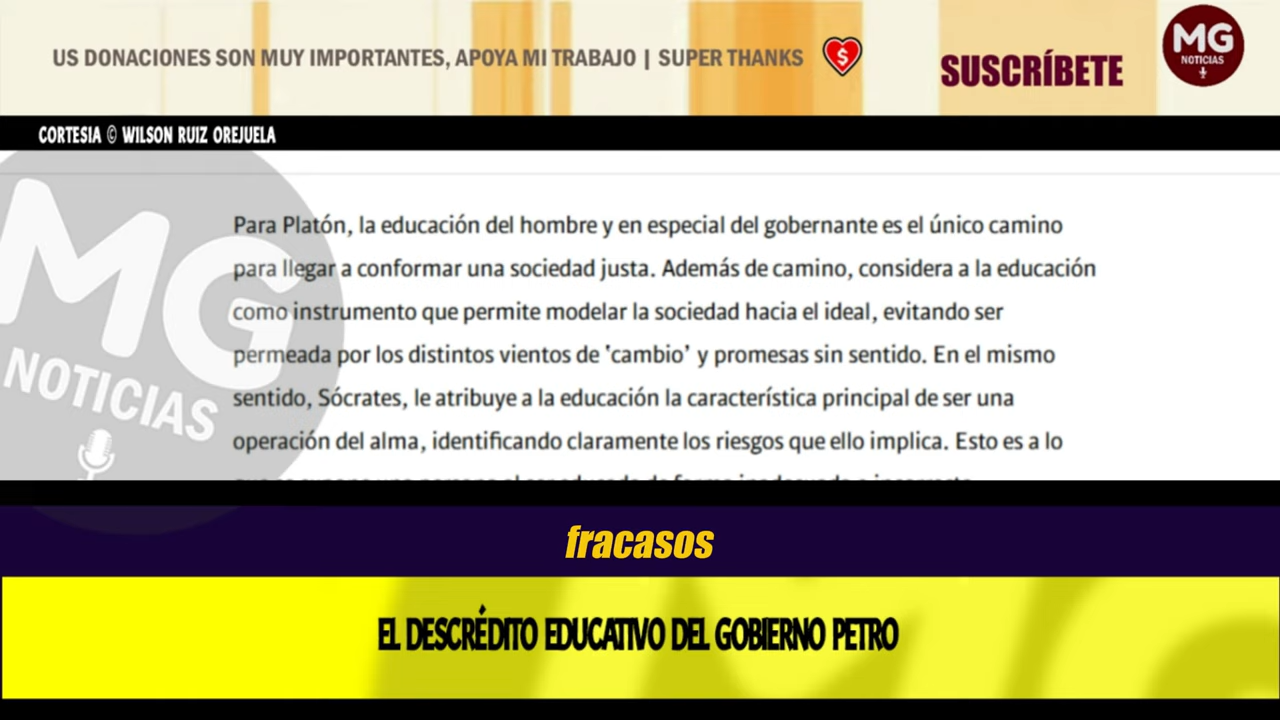 US DONACIONES SON MUY IMPORTANTES, APOYA MI TRABAJO | SUPER THANKS
SUSCRÍBETE
MG
NOTICIAS
CORTESIA © WILSON RUIZ OREJUELA
MG
NOTICIAS
Para Platón, la educación del hombre y en especial del gobernante es el único camino
para llegar a conformar una sociedad justa. Además de camino, considera a la educación
como instrumento que permite modelar la sociedad hacia el ideal, evitando ser
permeada por los distintos vientos de 'cambio' y promesas sin sentido. En el mismo
sentido, Sócrates, le atribuye a la educación la característica principal de ser una
operación del alma, identificando claramente los riesgos que ello implica. Esto es a lo
fracasos
EL DESCRÉDITO EDUCATIVO DEL GOBIERNO PETRO